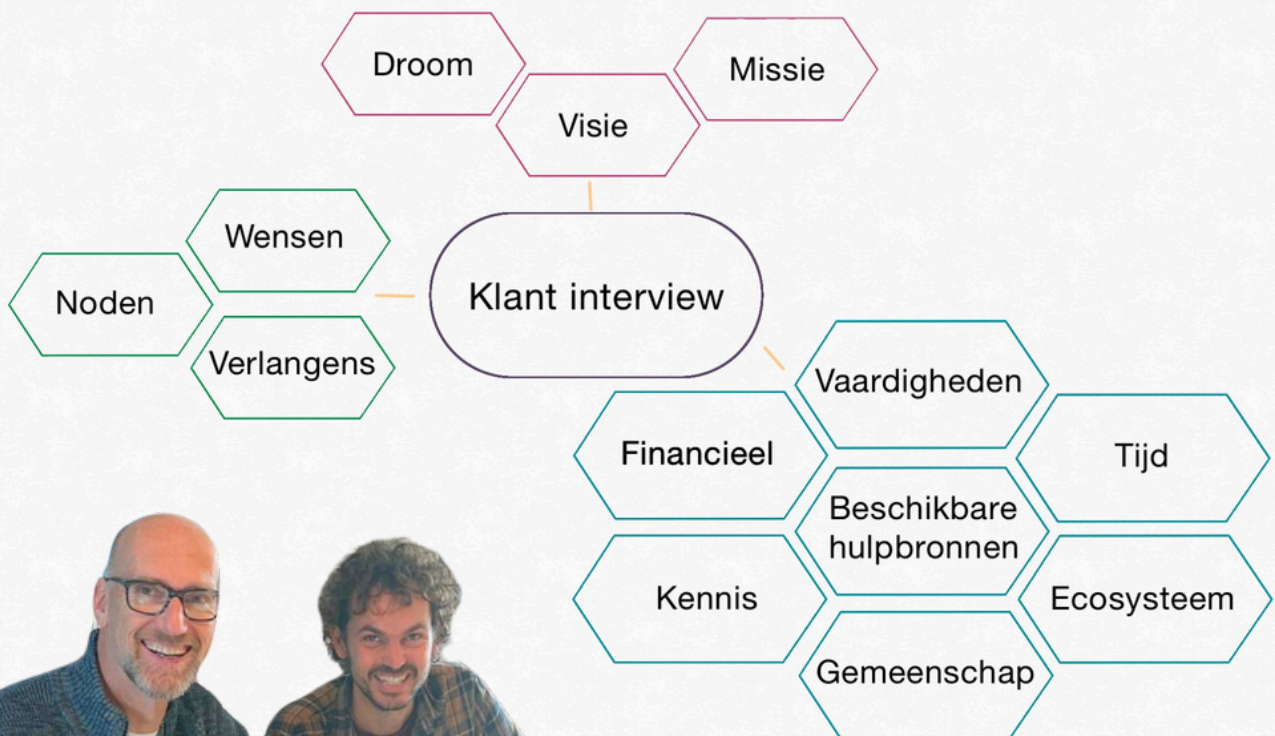 Droom
Missie
Visie
Wensen
Noden
Verlangens
Klant interview
Vaardigheden
Financieel
Tijd
Beschikbare
hulpbronnen
Kennis
Ecosysteem
Gemeenschap